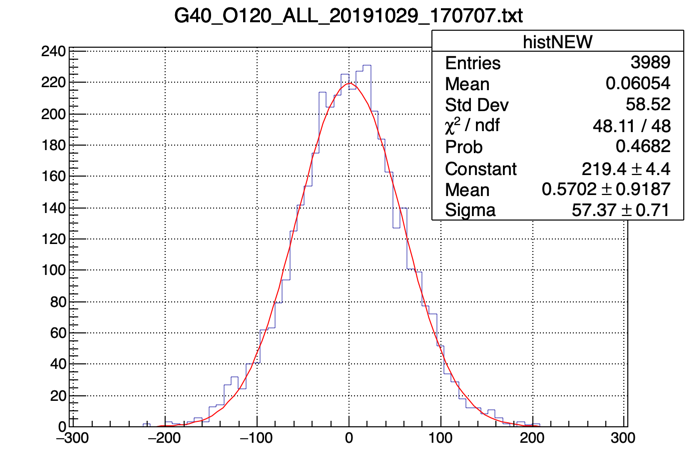 G40_O120_ALL_20191029_170707.txt
histNEW
Entries 3989
Mean 0.06054
Std Dev 58.52
χ² / ndf 48.11 / 48
Prob 0.4682
Constant 219.4 ± 4.4
Mean 0.5702 ± 0.9187
Sigma 57.37 ± 0.71
240
220
200
180
160
140
120
100
80
60
40
20
0
−300 −200 −100 0 100 200 300